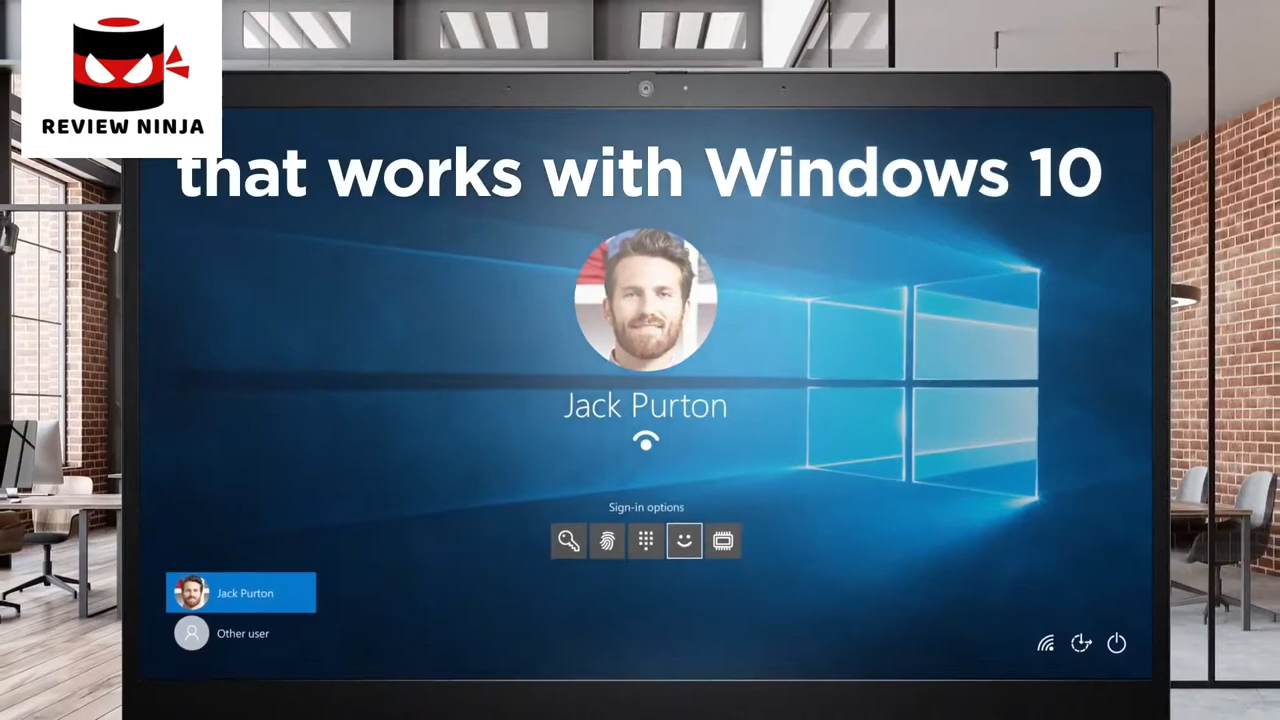 REVIEW NINJA
that works with Windows 10
Jack Purton
Sign-in options
Jack Purton
Other user